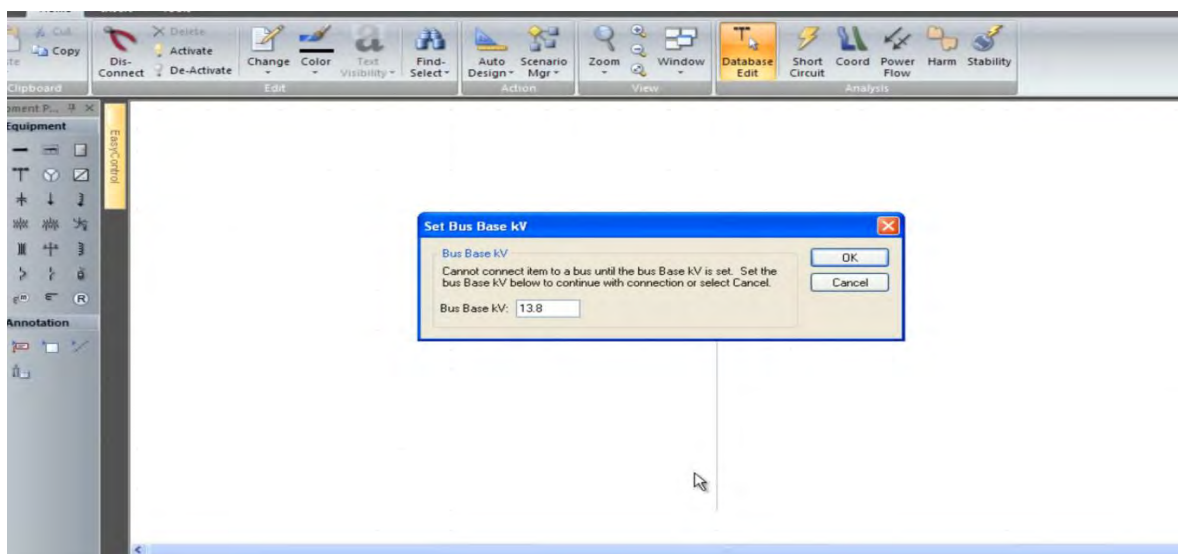 Home
Cut
Copy
Clipboard
Dis-
Connect
Delete
Activate
De-Activate
Change
Color
Text
Visibility
Find-
Select
Edit
Auto
Design
Scenario
Mgr
Action
Zoom
Window
View
Database
Edit
Short
Circuit
Coord
Power
Flow
Harm
Stability
Analysis
Equipment
EasyControl
R
Annotation
Set Bus Base kV
Bus Base kV
Cannot connect item to a bus until the bus Base kV is set. Set the
bus Base kV below to continue with connection or select Cancel.
Bus Base kV: 13.8
OK
Cancel